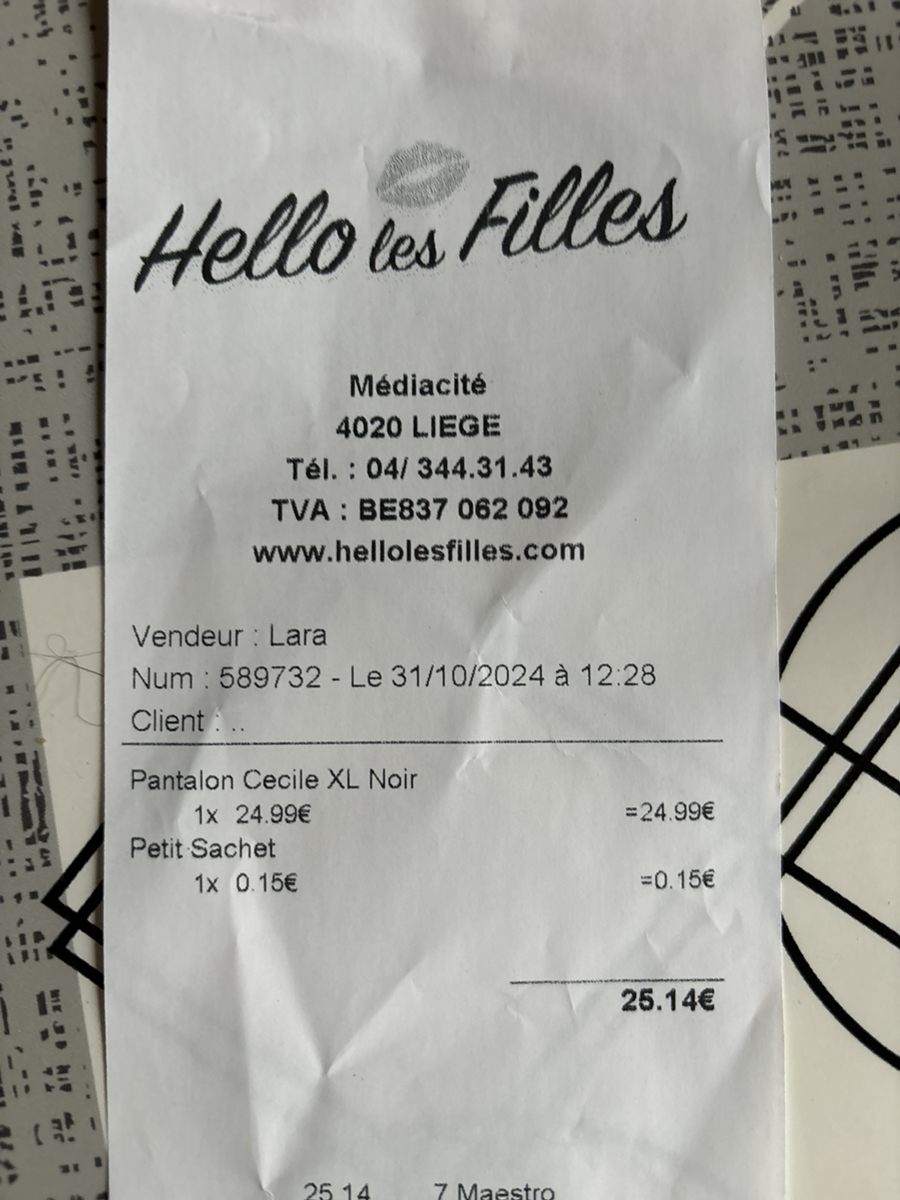 Hello les Filles
Médiacité
4020 LIEGE
Tél. : 04/ 344.31.43
TVA : BE837 062 092
www.hellolesfilles.com
Vendeur : Lara
Num : 589732 - Le 31/10/2024 à 12:28
Client : ..
Pantalon Cecile XL Noir
1x 24.99€ =24.99€
Petit Sachet
1x 0.15€ =0.15€
25.14€
25.14 7 Maestro